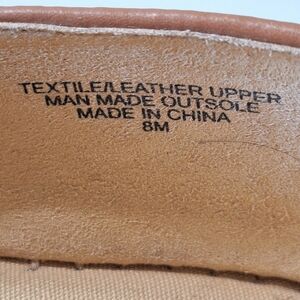 TEXTILE/LEATHER UPPER
MAN MADE OUTSOLE
MADE IN CHINA
8M